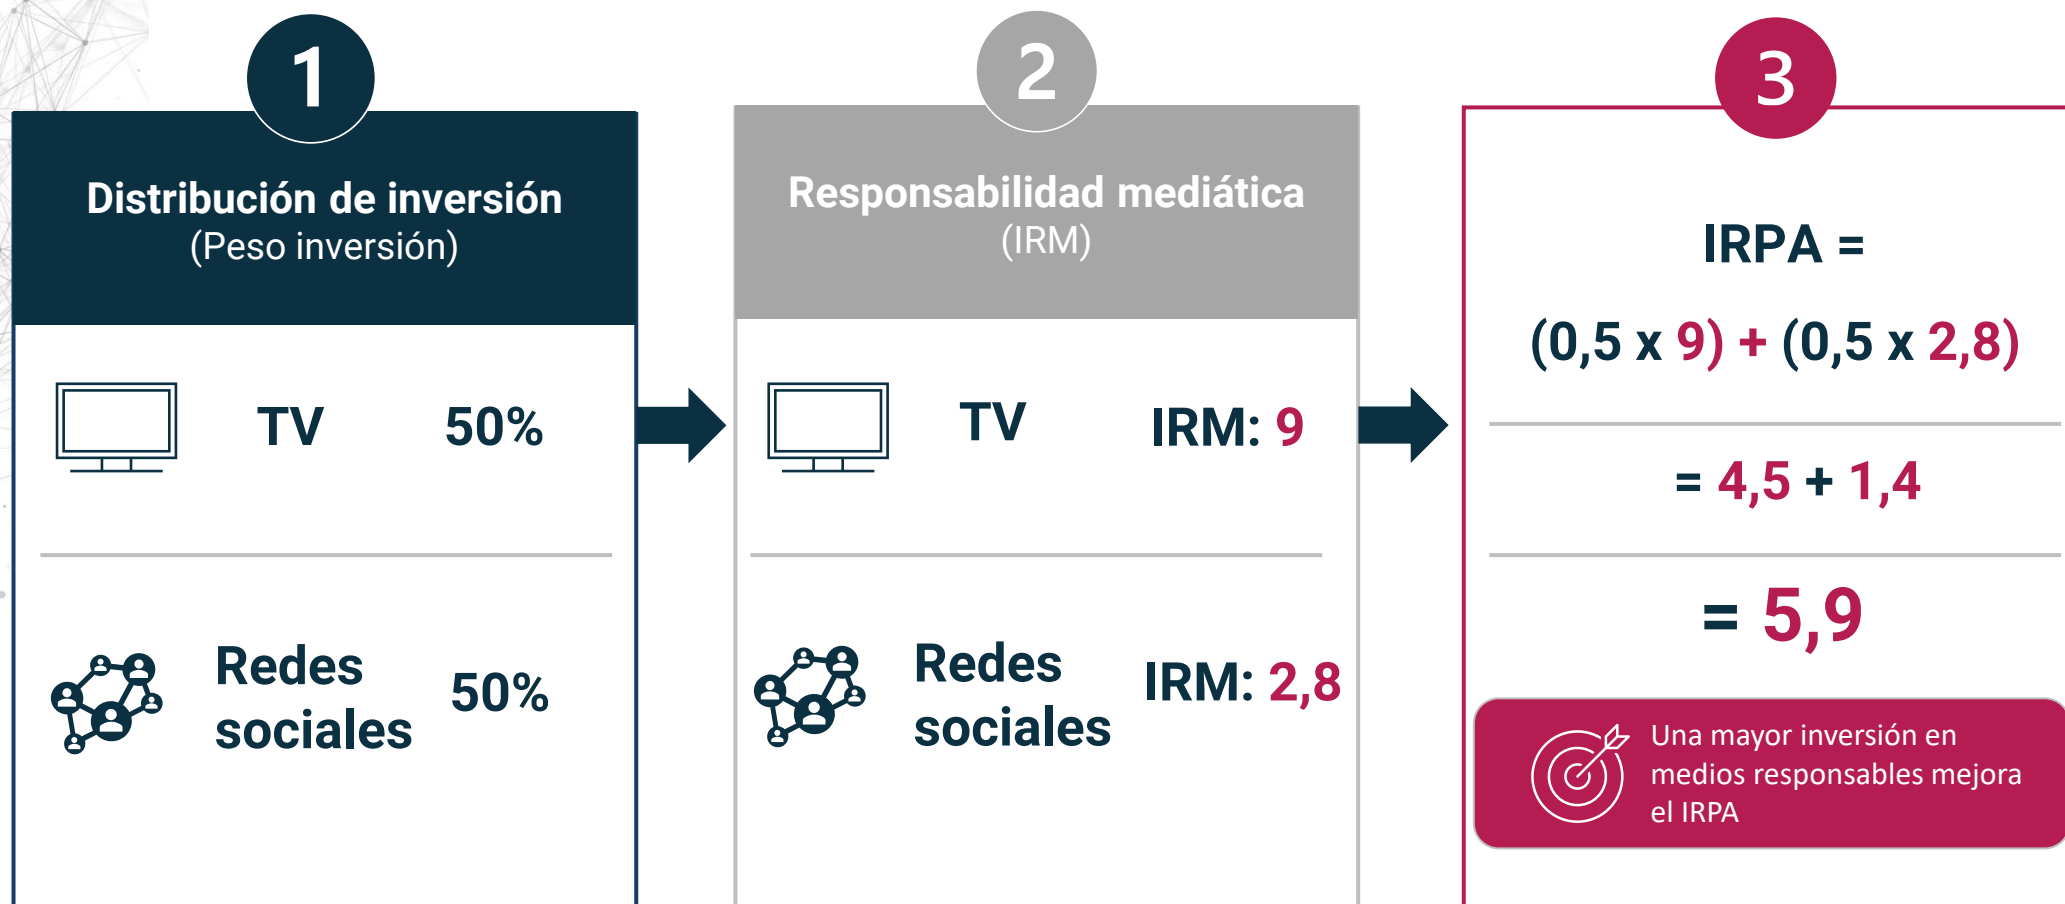 1
Distribución de inversión
(Peso inversión)
TV 50%
Redes
sociales
50%
2
Responsabilidad mediática
(IRM)
TV IRM: 9
Redes
sociales
IRM: 2,8
3
IRPA =
(0,5 x 9) + (0,5 x 2,8)
= 4,5 + 1,4
= 5,9
Una mayor inversión en
medios responsables mejora
el IRPA